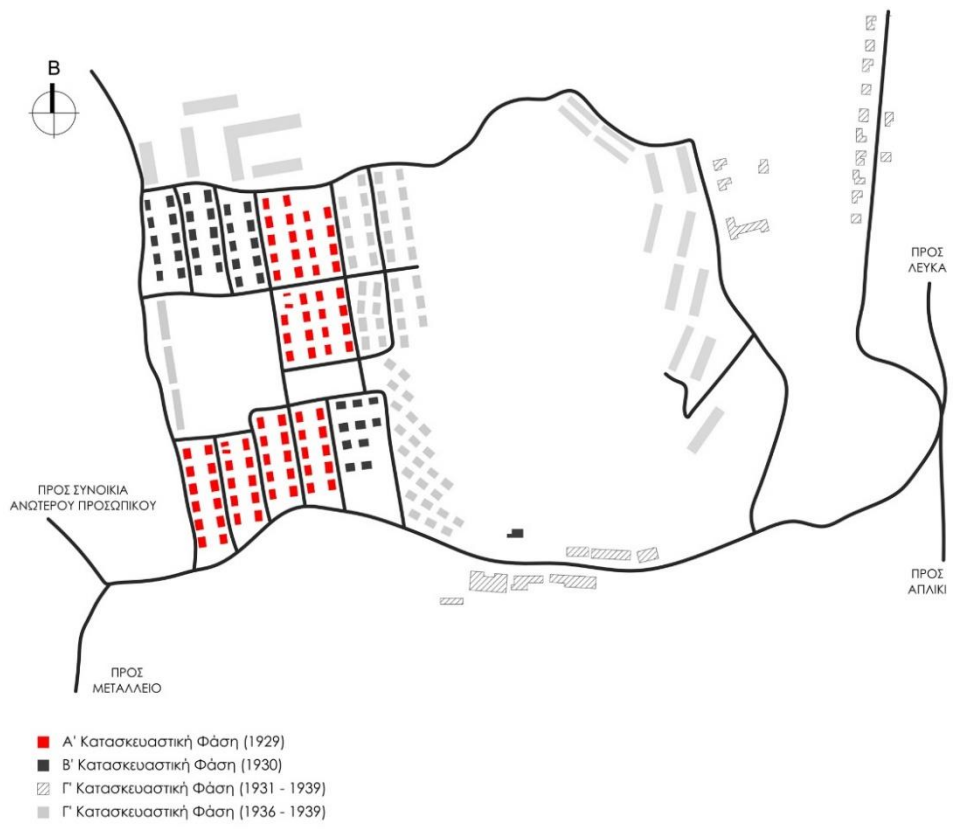 Β
ΠΡΟΣ
ΛΕΥΚΑ
ΠΡΟΣ ΣΥΝΟΙΚΙΑ
ΑΝΩΤΕΡΟΥ ΠΡΟΣΩΠΙΚΟΥ
ΠΡΟΣ
ΑΠΛΙΚΙ
ΠΡΟΣ
ΜΕΤΑΛΛΕΙΟ
Α' Κατασκευαστική Φάση (1929)
Β' Κατασκευαστική Φάση (1930)
Γ' Κατασκευαστική Φάση (1931 - 1939)
Γ' Κατασκευαστική Φάση (1936 - 1939)